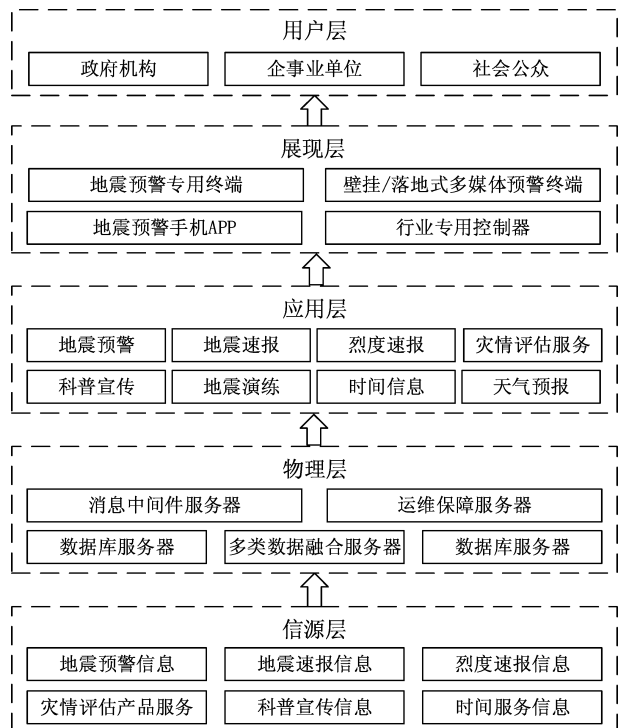 用户层
政府机构 企事业单位 社会公众
展现层
地震预警专用终端 壁挂/落地式多媒体预警终端
地震预警手机APP 行业专用控制器
应用层
地震预警 地震速报 烈度速报 灾情评估服务
科普宣传 地震演练 时间信息 天气预报
物理层
消息中间件服务器 运维保障服务器
数据库服务器 多类数据融合服务器 数据库服务器
信源层
地震预警信息 地震速报信息 烈度速报信息
灾情评估产品服务 科普宣传信息 时间服务信息